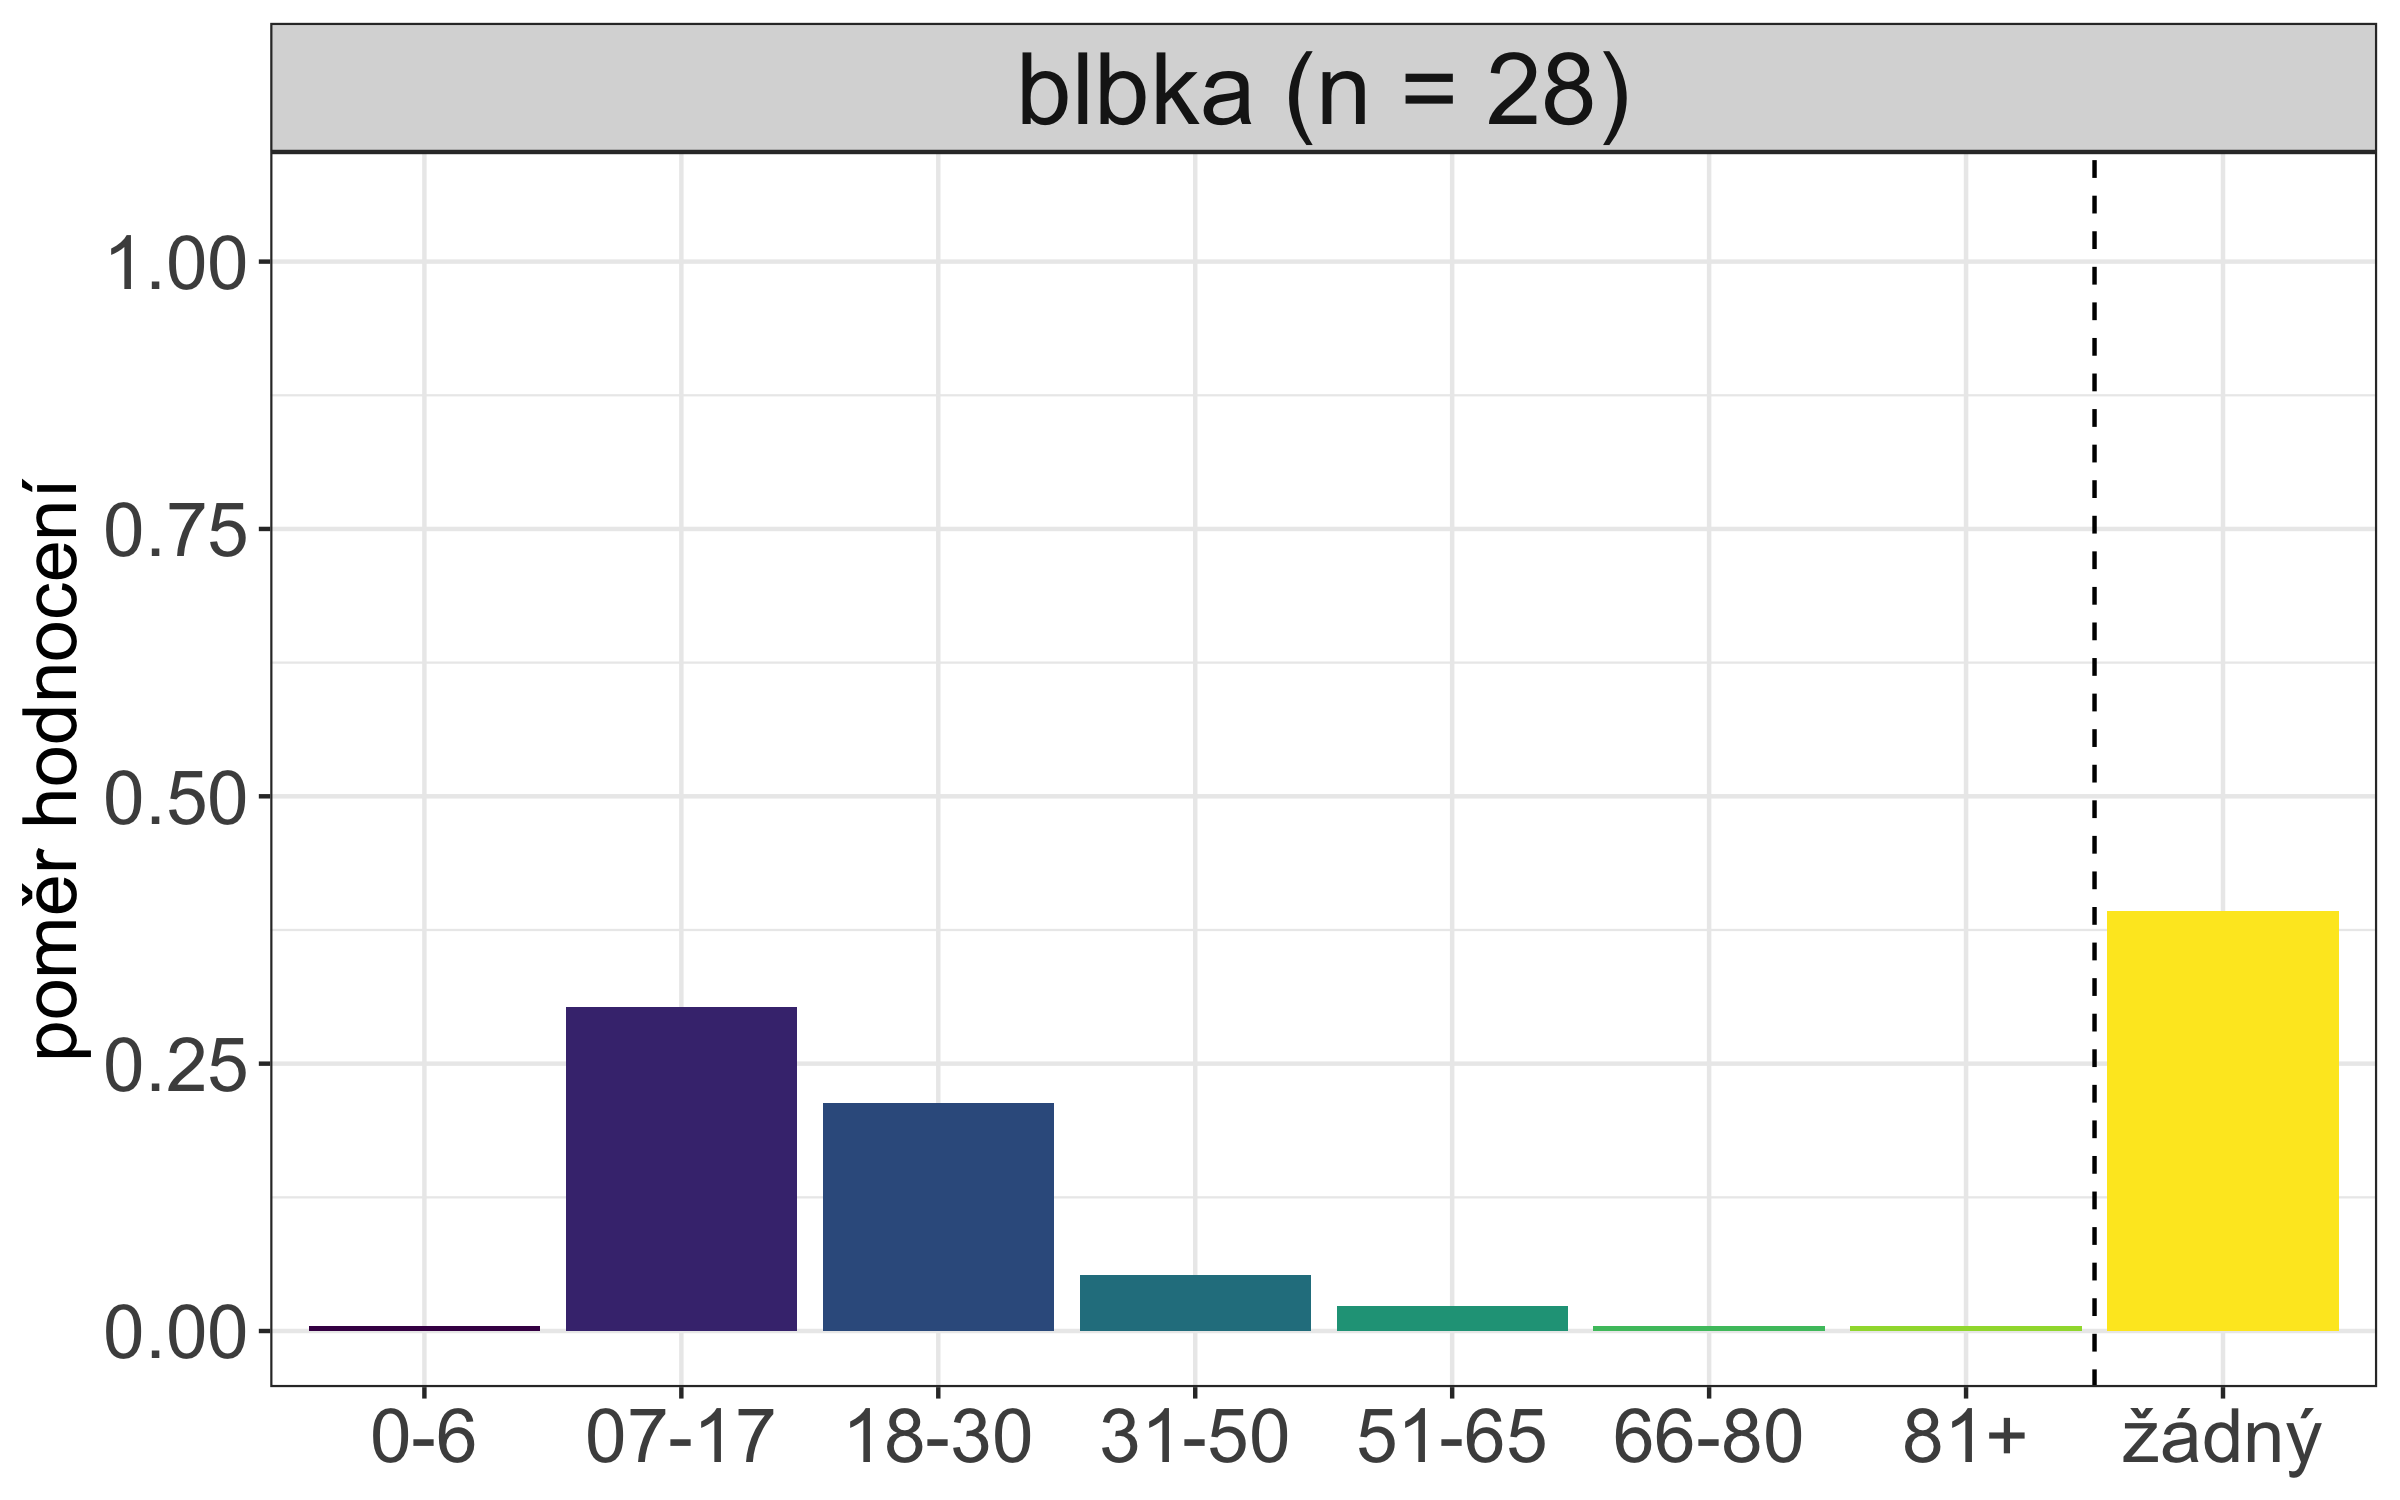 blbka (n = 28)
poměr hodnocení
1.00
0.75
0.50
0.25
0.00
0-6 07-17 18-30 31-50 51-65 66-80 81+ žádný